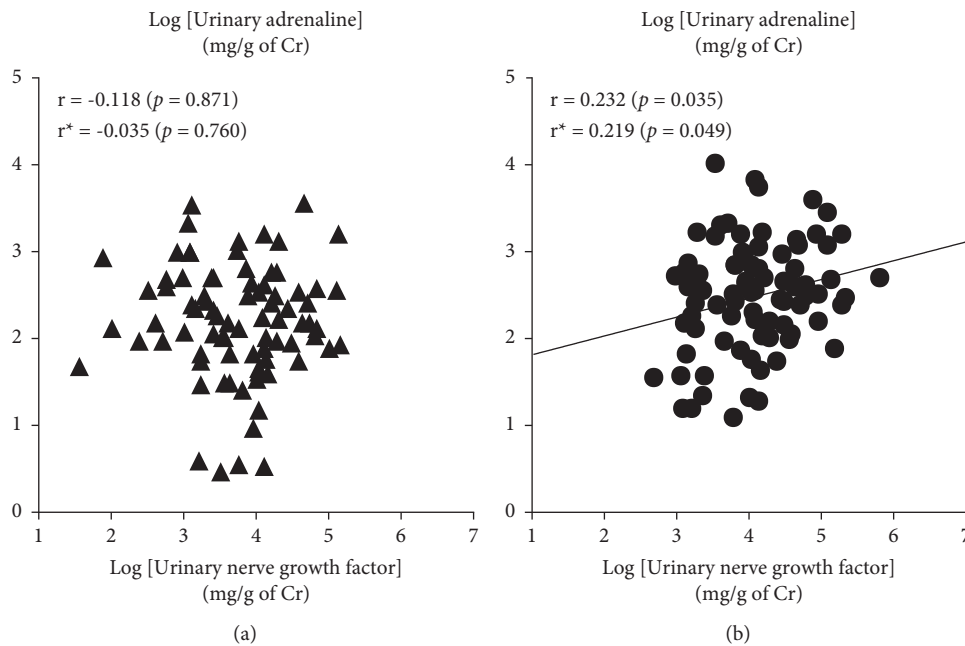 Log [Urinary adrenaline]
(mg/g of Cr)
5
4
3
2
1
0
r = -0.118 (p = 0.871)
r* = -0.035 (p = 0.760)
1 2 3 4 5 6 7
Log [Urinary nerve growth factor]
(mg/g of Cr)
(a)
Log [Urinary adrenaline]
(mg/g of Cr)
5
4
3
2
1
0
r = 0.232 (p = 0.035)
r* = 0.219 (p = 0.049)
1 2 3 4 5 6 7
Log [Urinary nerve growth factor]
(mg/g of Cr)
(b)